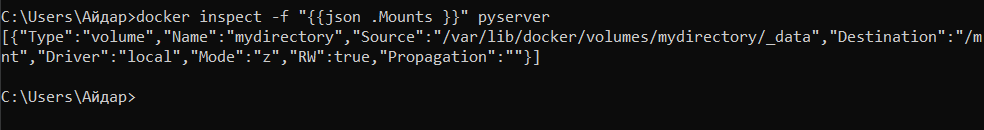 C:\Users\Айдар>docker inspect -f "{{json .Mounts }}" pyserver
[{"Type":"volume","Name":"mydirectory","Source":"/var/lib/docker/volumes/mydirectory/_data","Destination":"/m
nt","Driver":"local","Mode":"z","RW":true,"Propagation":""}]
C:\Users\Айдар>